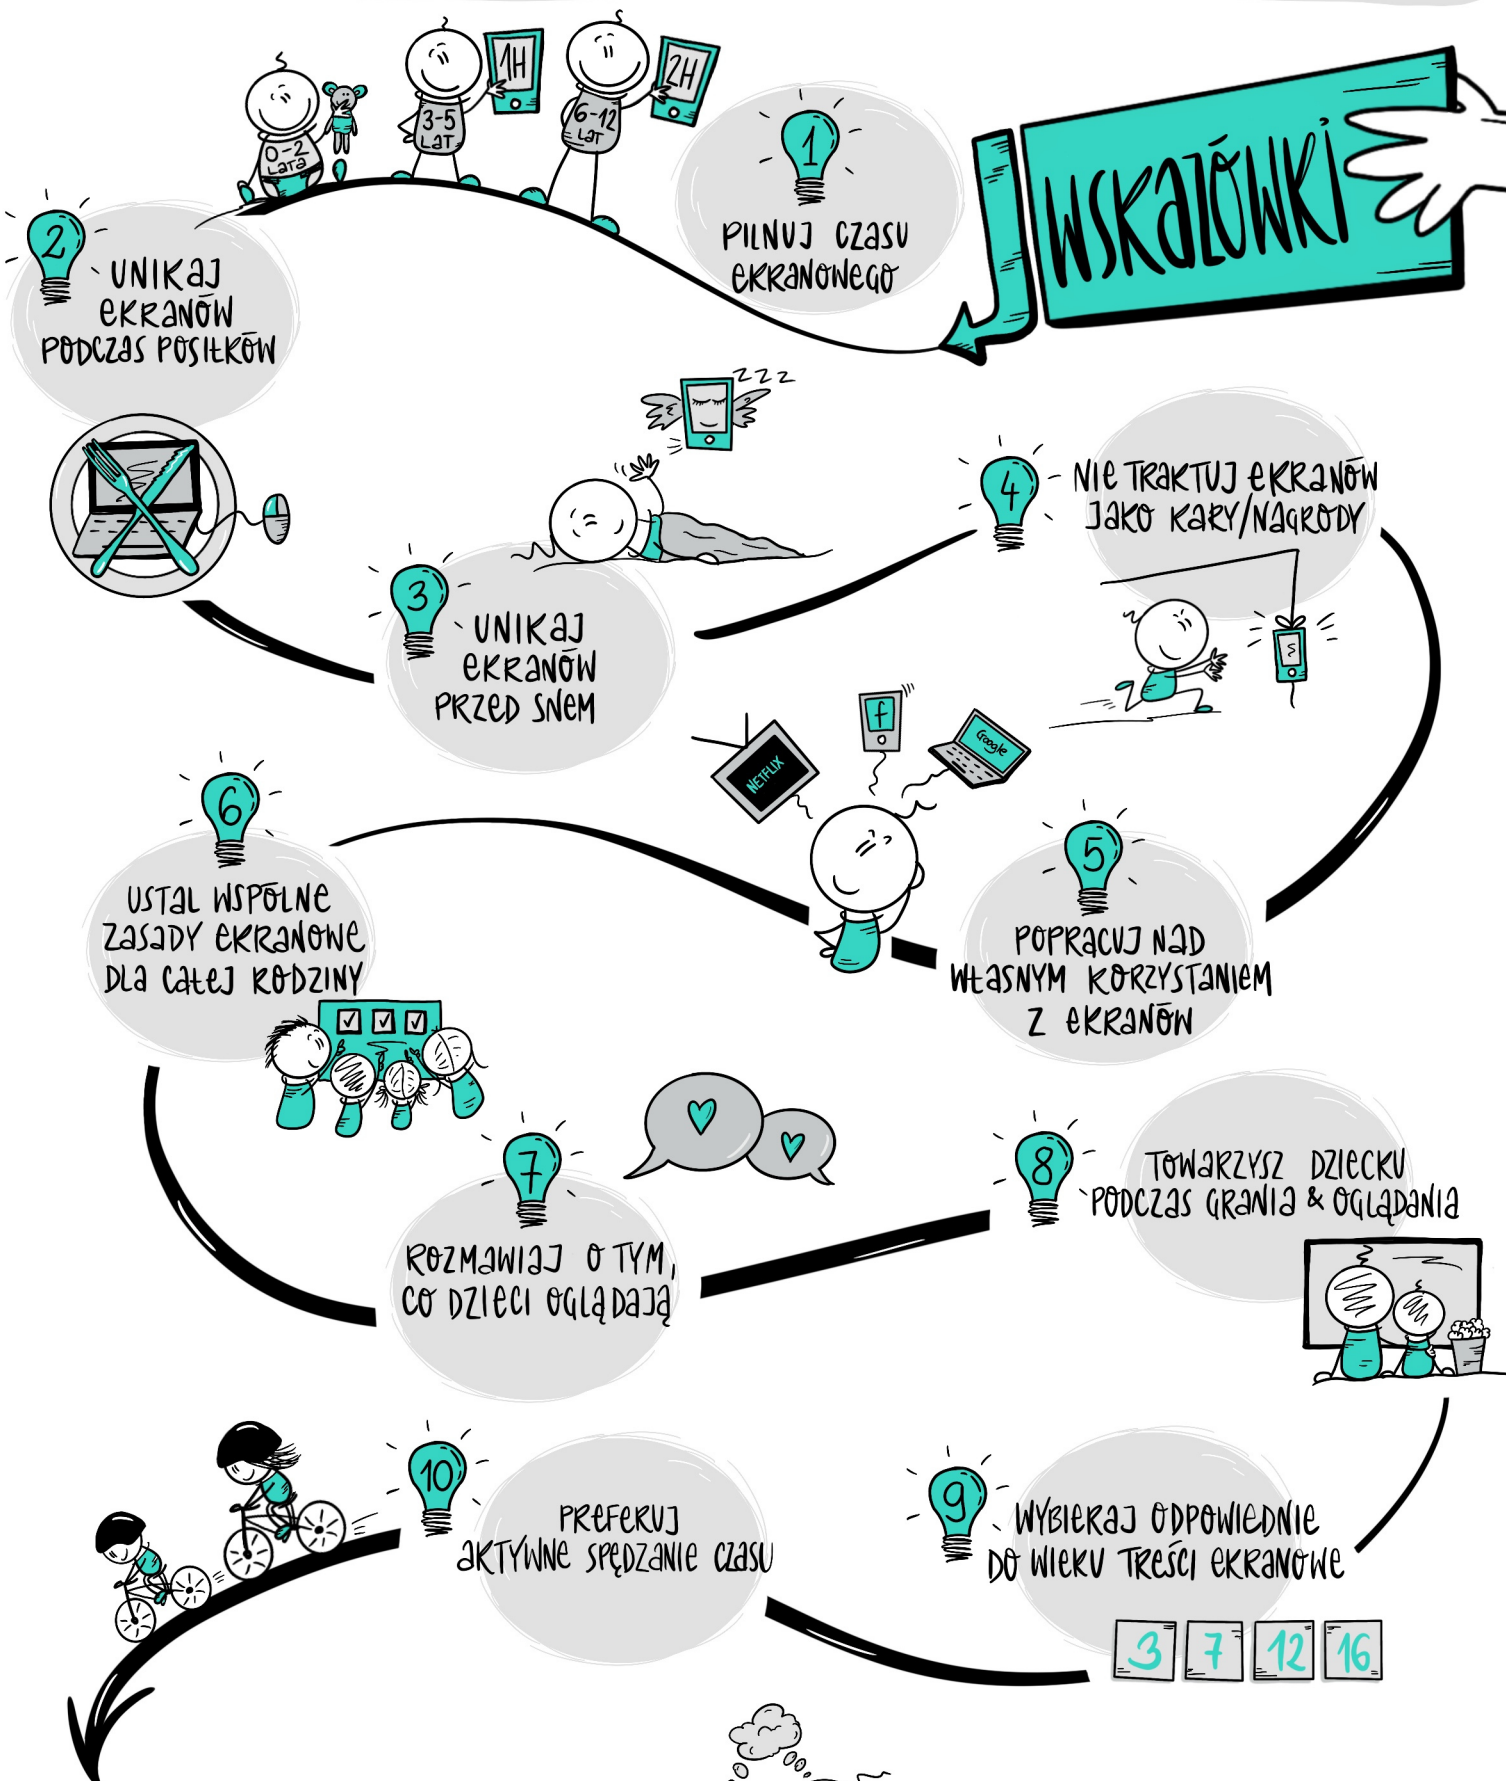 WSKAZÓWKI
0-2
LATA
3-5
LAT
1H
6-12
LAT
2H
1
PILNUJ CZASU
EKRANOWEGO
2
UNIKAJ
EKRANÓW
PODCZAS POSIŁKÓW
zzz
3
UNIKAJ
EKRANÓW
PRZED SNEM
4
NIE TRAKTUJ EKRANÓW
JAKO KARY/NAGRODY
NETFLIX
f
Google
5
POPRACUJ NAD
WŁASNYM KORZYSTANIEM
Z EKRANÓW
6
USTAL WSPÓLNE
ZASADY EKRANOWE
DLA CAŁEJ RODZINY
7
ROZMAWIAJ O TYM,
CO DZIECI OGLĄDAJĄ
8
TOWARZYSZ DZIECKU
PODCZAS GRANIA & OGLĄDANIA
9
WYBIERAJ ODPOWIEDNIE
DO WIEKU TREŚCI EKRANOWE
3 7 12 16
10
PREFERUJ
AKTYWNE SPĘDZANIE CZASU